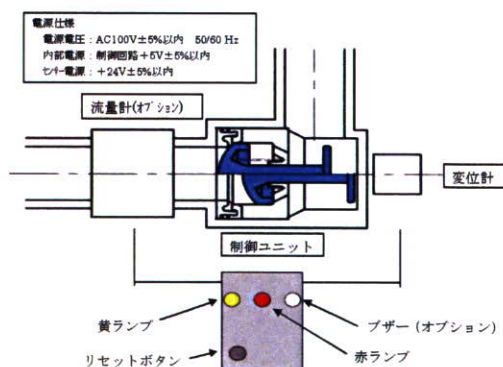 電源仕様
電源電圧：AC100V±5%以内 50/60 Hz
内部電源：制御回路＋5V±5%以内
センサー電源：＋24V±5%以内
流量計(オプション)
変位計
制御ユニット
黄ランプ
ブザー (オプション)
赤ランプ
リセットボタン